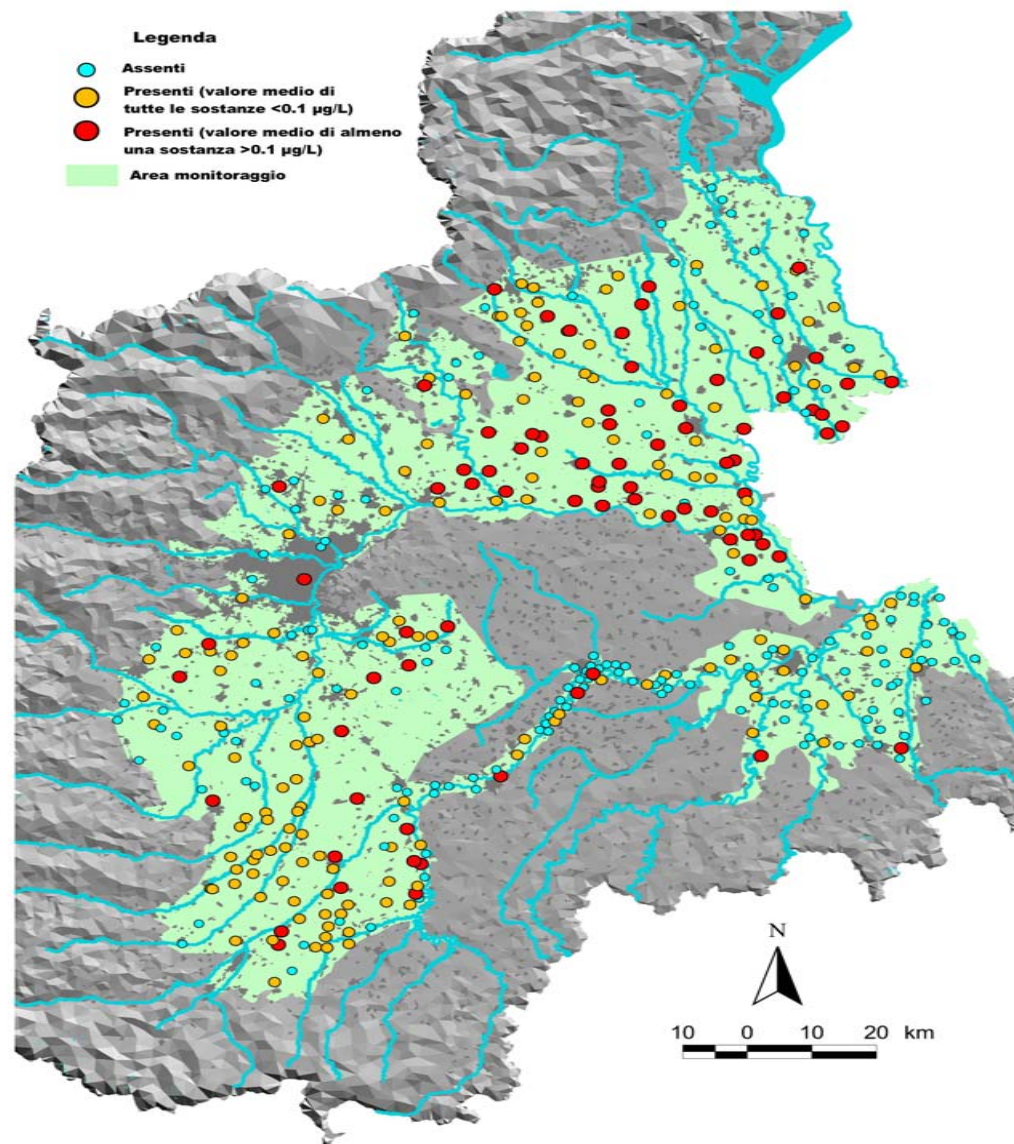 Legenda
Assenti
Presenti (valore medio di
tutte le sostanze <0.1 µg/L)
Presenti (valore medio di almeno
una sostanza >0.1 µg/L)
Area monitoraggio
N
10 0 10 20 km